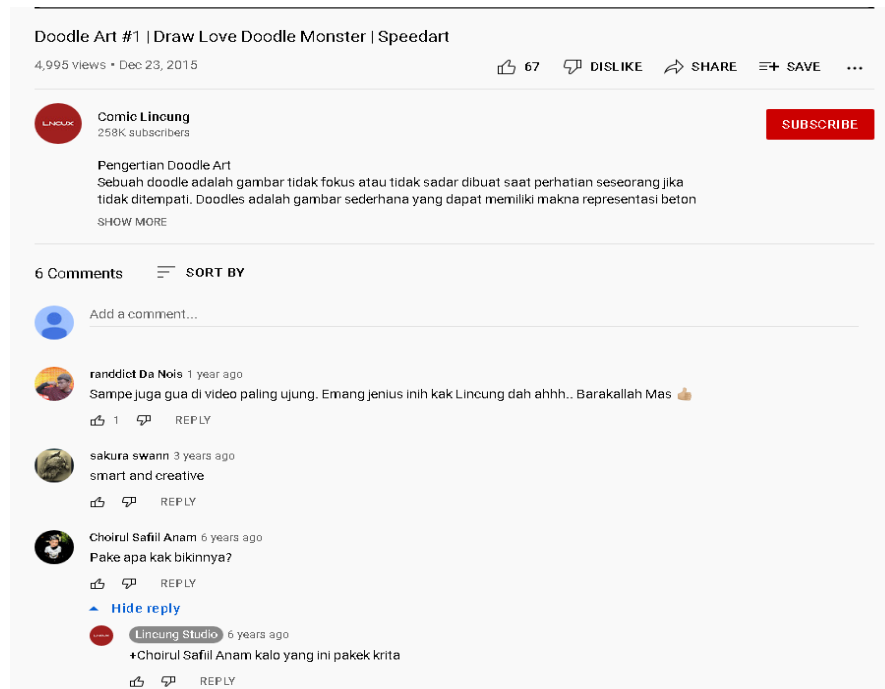 Doodle Art #1 | Draw Love Doodle Monster | Speedart
4,995 views • Dec 23, 2015
67 DISLIKE SHARE SAVE ...
LNCUX
Comic Lincung
258K subscribers
SUBSCRIBE
Pengertian Doodle Art
Sebuah doodle adalah gambar tidak fokus atau tidak sadar dibuat saat perhatian seseorang jika
tidak ditempati. Doodles adalah gambar sederhana yang dapat memiliki makna representasi beton
SHOW MORE
6 Comments SORT BY
Add a comment...
randdict Da Nois 1 year ago
Sampe juga gua di video paling ujung. Emang jenius inih kak Lincung dah ahhh.. Barakallah Mas 👍🏼
1 REPLY
sakura swann 3 years ago
smart and creative
REPLY
Choirul Safiil Anam 6 years ago
Pake apa kak bikinnya?
REPLY
Hide reply
Lincung Studio 6 years ago
+Choirul Safiil Anam kalo yang ini pakek krita
REPLY